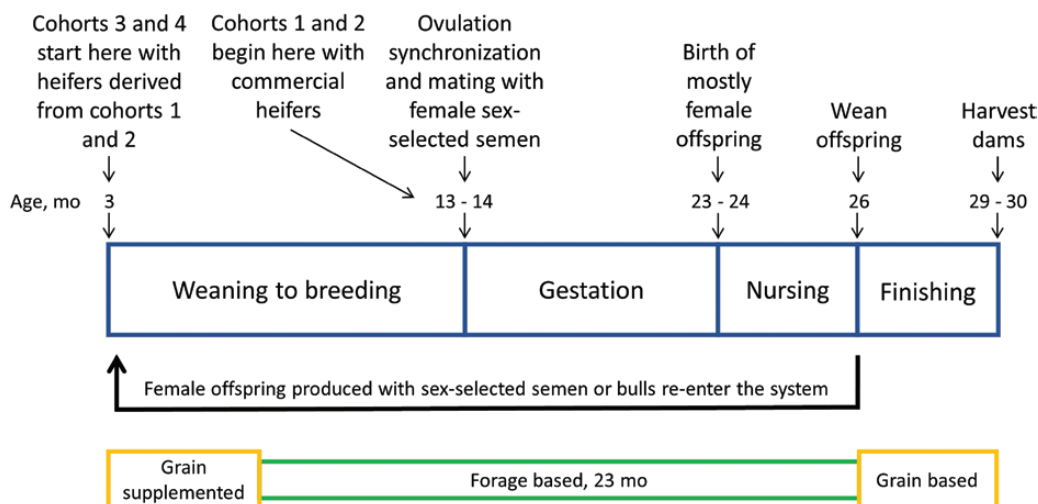 Cohorts 3 and 4
start here with
heifers derived
from cohorts 1
and 2
Cohorts 1 and 2
begin here with
commercial
heifers
Ovulation
synchronization
and mating with
female sex-
selected semen
Birth of
mostly
female
offspring
Wean
offspring
Harvest
dams
Age, mo 3 13 - 14 23 - 24 26 29 - 30
Weaning to breeding Gestation Nursing Finishing
Female offspring produced with sex-selected semen or bulls re-enter the system
Grain
supplemented
Forage based, 23 mo
Grain based